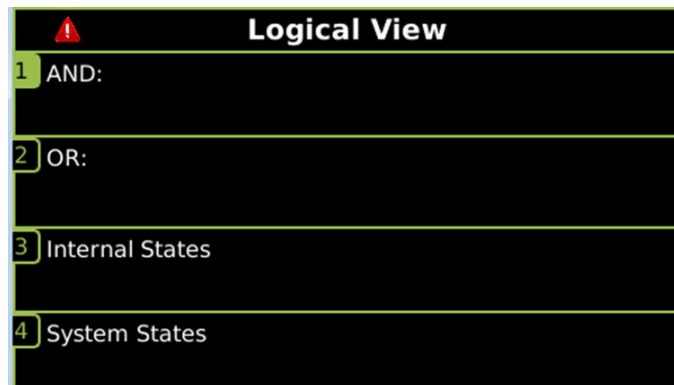 Logical View
1 AND:
2 OR:
3 Internal States
4 System States